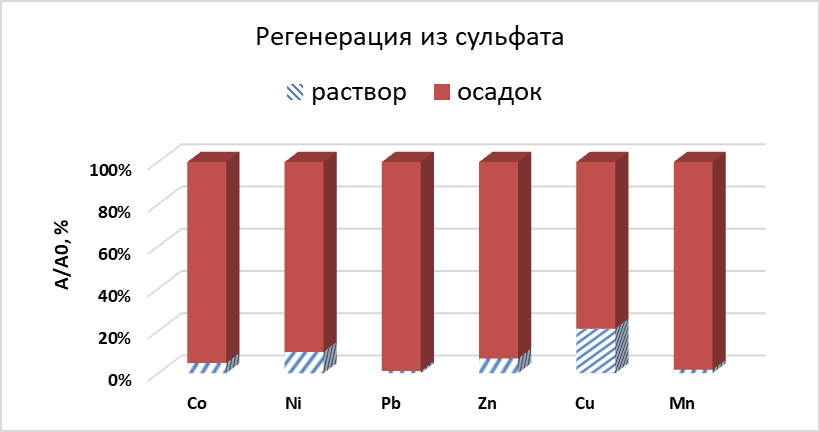 Регенерация из сульфата
раствор осадок
100%
80%
60%
40%
20%
0%
A/A0, %
Co Ni Pb Zn Cu Mn